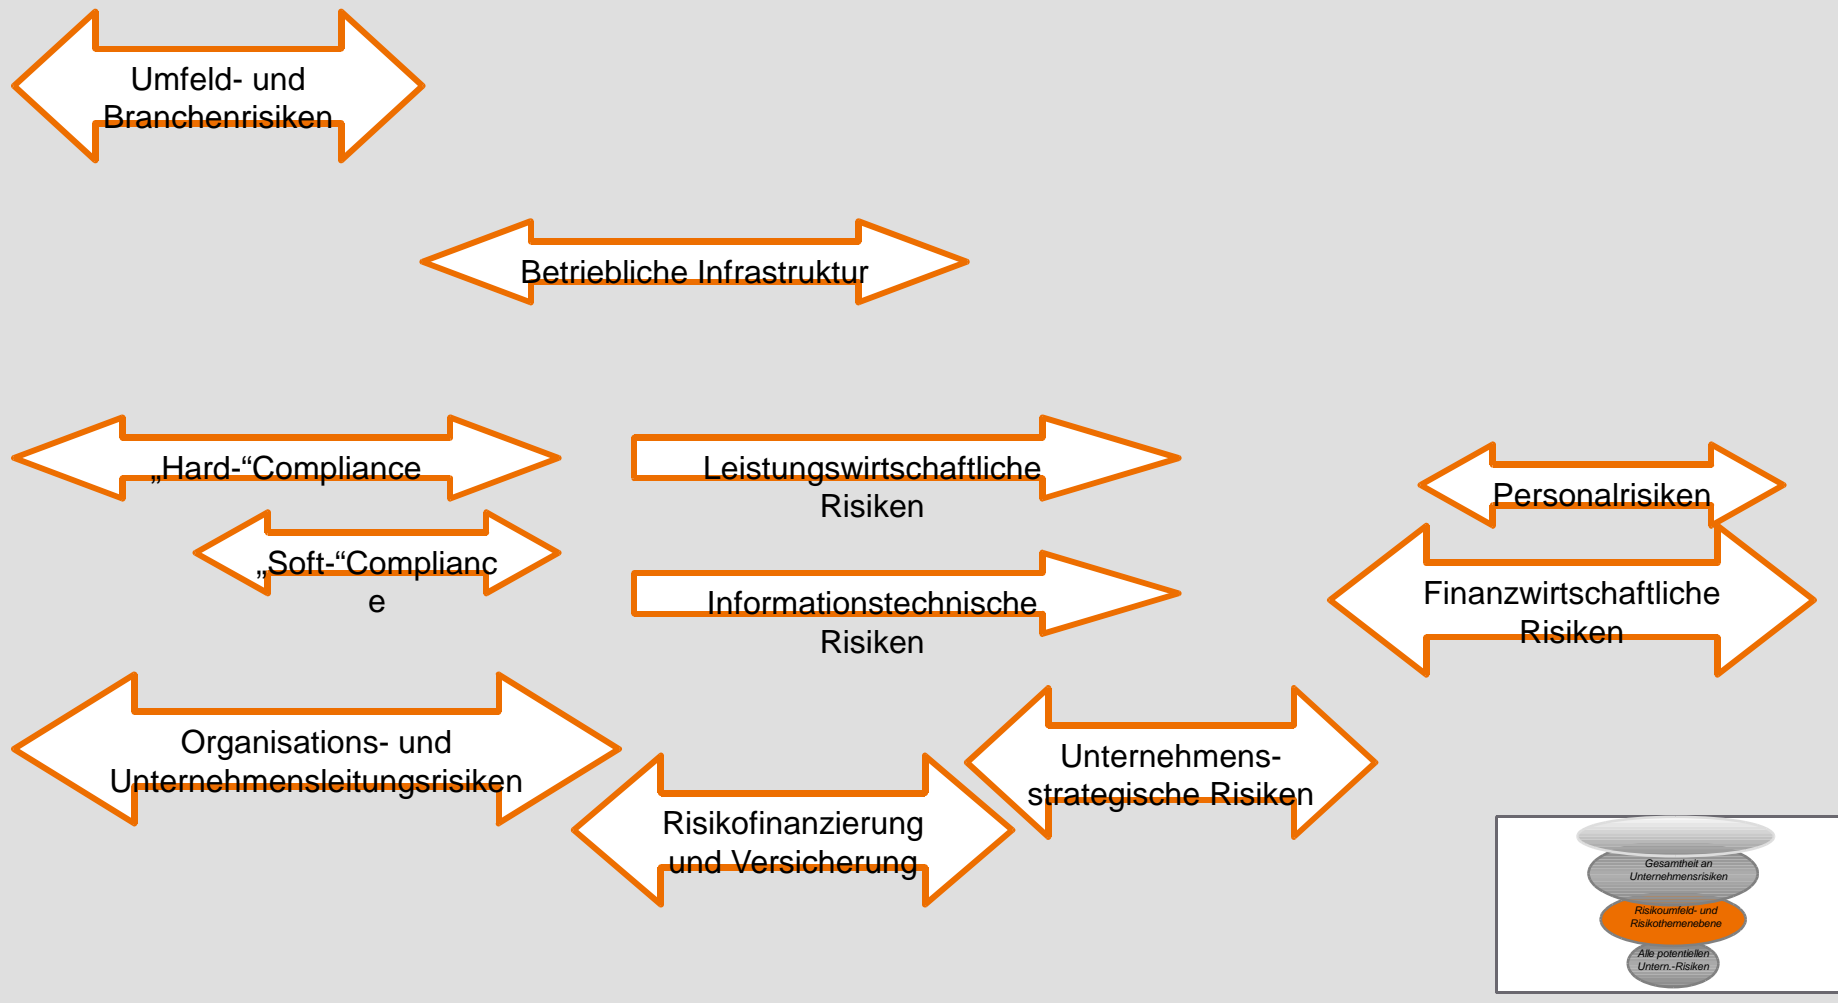 Umfeld- und
Branchenrisiken
Betriebliche Infrastruktur
„Hard-“Compliance
Leistungswirtschaftliche
Risiken
Personalrisiken
„Soft-“Complianc
e
Informationstechnische
Risiken
Finanzwirtschaftliche
Risiken
Organisations- und
Unternehmensleitungsrisiken
Unternehmens-
strategische Risiken
Risikofinanzierung
und Versicherung
Gesamtheit an
Unternehmensrisiken
Risikoumfeld- und
Risikothemenebene
Alle potentiellen
Untern.-Risiken